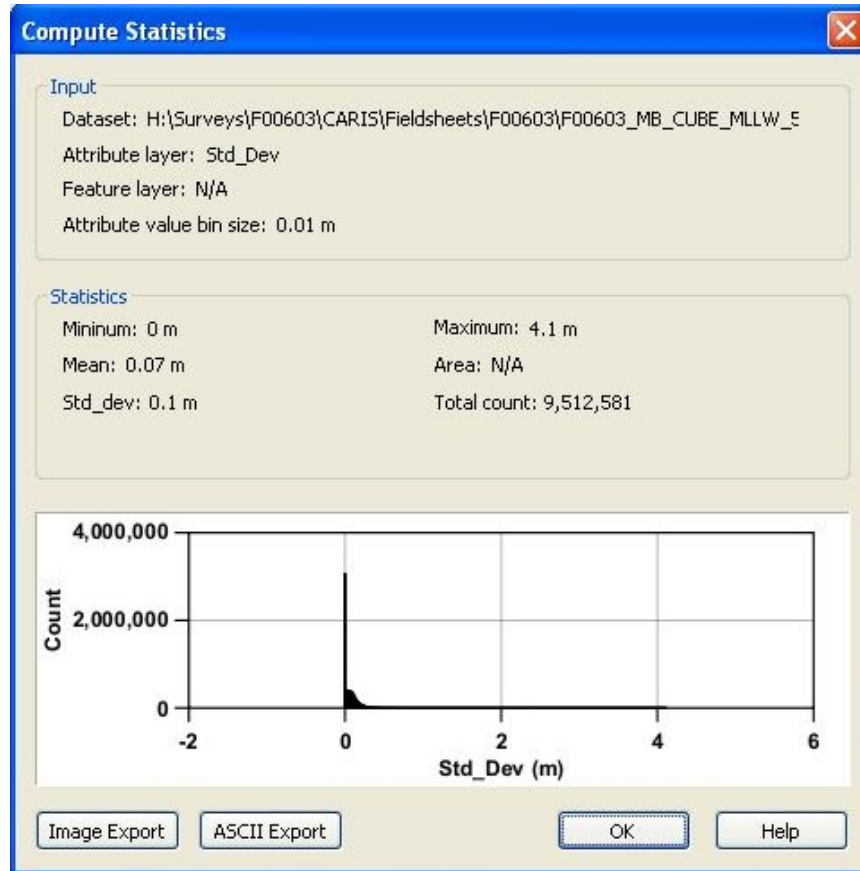 Compute Statistics
Input
Dataset: H:\Surveys\F00603\CARIS\Fieldsheets\F00603\F00603_MB_CUBE_MLLW_5
Attribute layer: Std_Dev
Feature layer: N/A
Attribute value bin size: 0.01 m
Statistics
Mininum: 0 m
Maximum: 4.1 m
Mean: 0.07 m
Area: N/A
Std_dev: 0.1 m
Total count: 9,512,581
4,000,000
2,000,000
0
Count
-2 0 2 4 6
Std_Dev (m)
Image Export ASCII Export OK Help